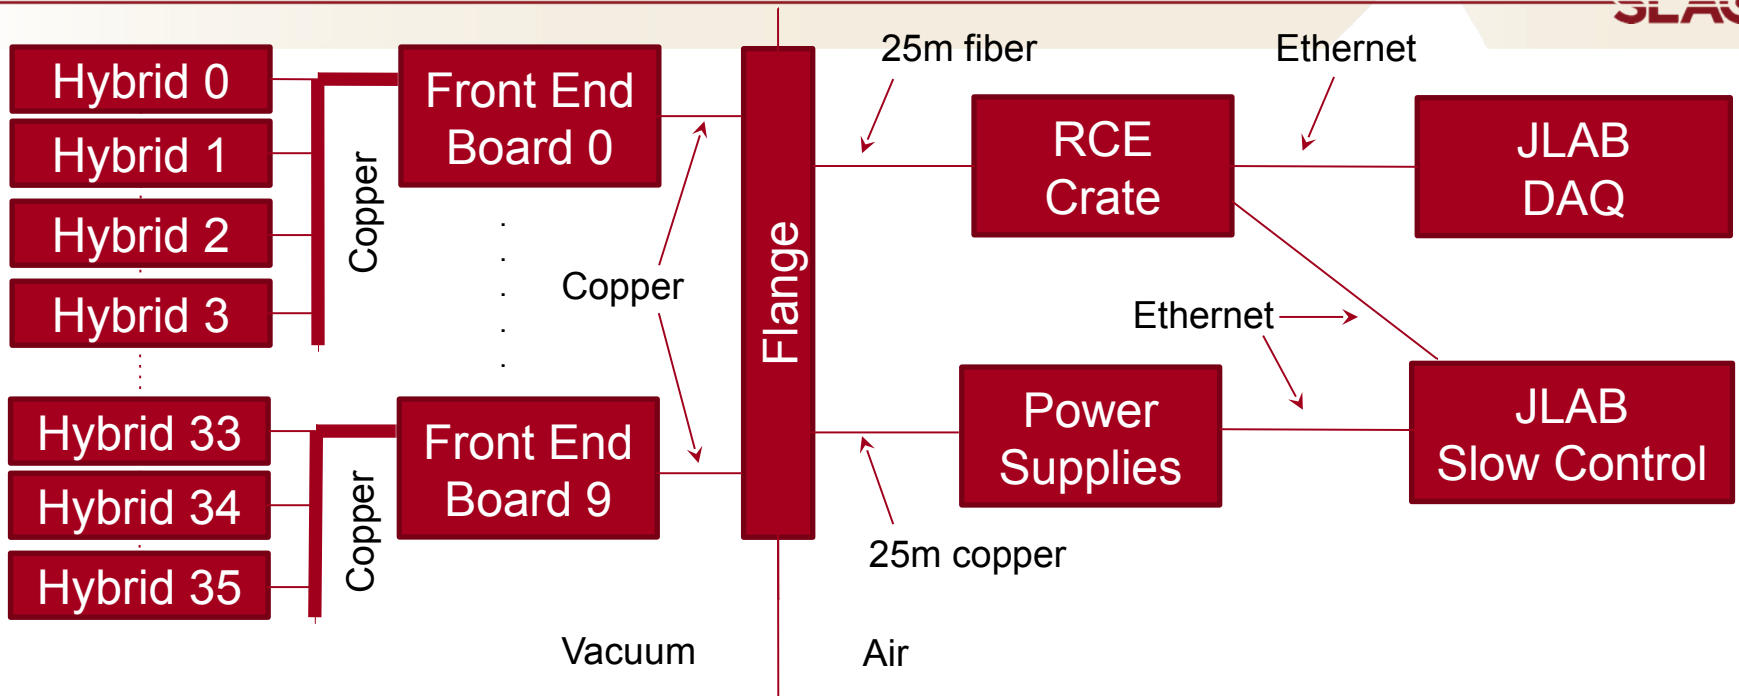 SLAC
Hybrid 0
Hybrid 1
Hybrid 2
Hybrid 3
Hybrid 33
Hybrid 34
Hybrid 35
Copper
Copper
Front End
Board 0
Front End
Board 9
Copper
Flange
25m fiber
Ethernet
RCE
Crate
JLAB
DAQ
Ethernet
Power
Supplies
JLAB
Slow Control
25m copper
Vacuum
Air